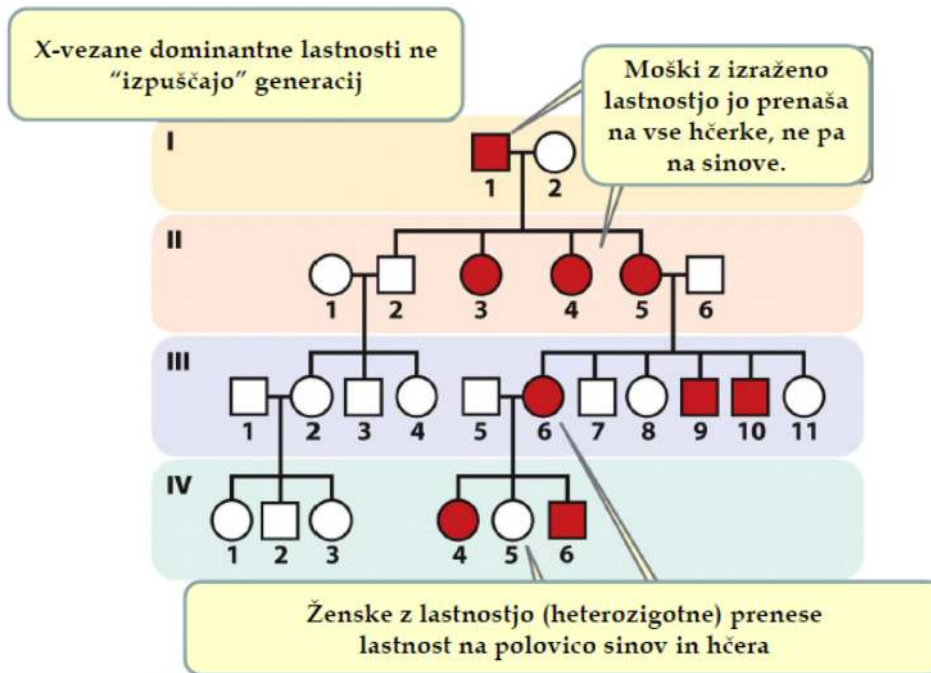 X-vezane dominantne lastnosti ne
“izpuščajo” generacij
Moški z izraženo
lastnostjo jo prenaša
na vse hčerke, ne pa
na sinove.
I
1 2
II
1 2 3 4 5 6
III
1 2 3 4 5 6 7 8 9 10 11
IV
1 2 3 4 5 6
Ženske z lastnostjo (heterozigotne) prenese
lastnost na polovico sinov in hčera